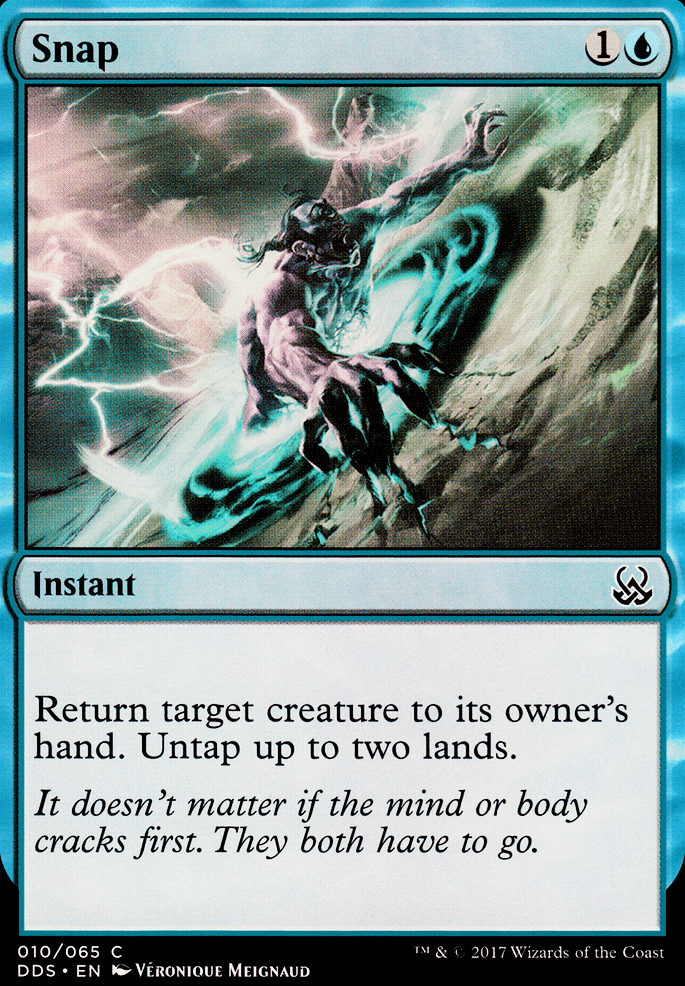 Snap 1
Instant
Return target creature to its owner's
hand. Untap up to two lands.
It doesn't matter if the mind or body
cracks first. They both have to go.
010/065 C
™ & © 2017 Wizards of the Coast
DDS • EN Véronique Meignaud